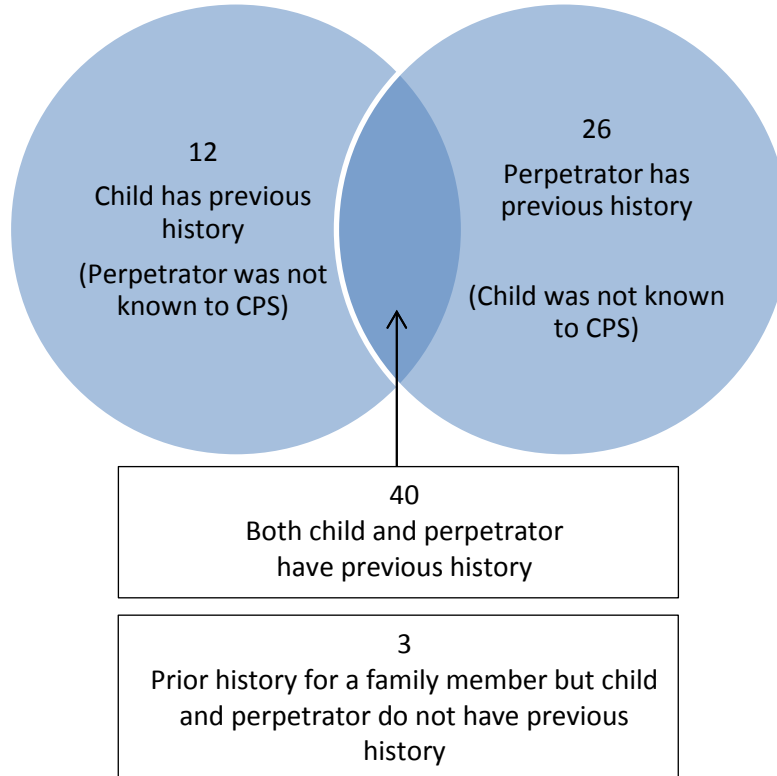 12
Child has previous
history
(Perpetrator was not
known to CPS)
26
Perpetrator has
previous history
(Child was not known
to CPS)
40
Both child and perpetrator
have previous history
3
Prior history for a family member but child
and perpetrator do not have previous
history